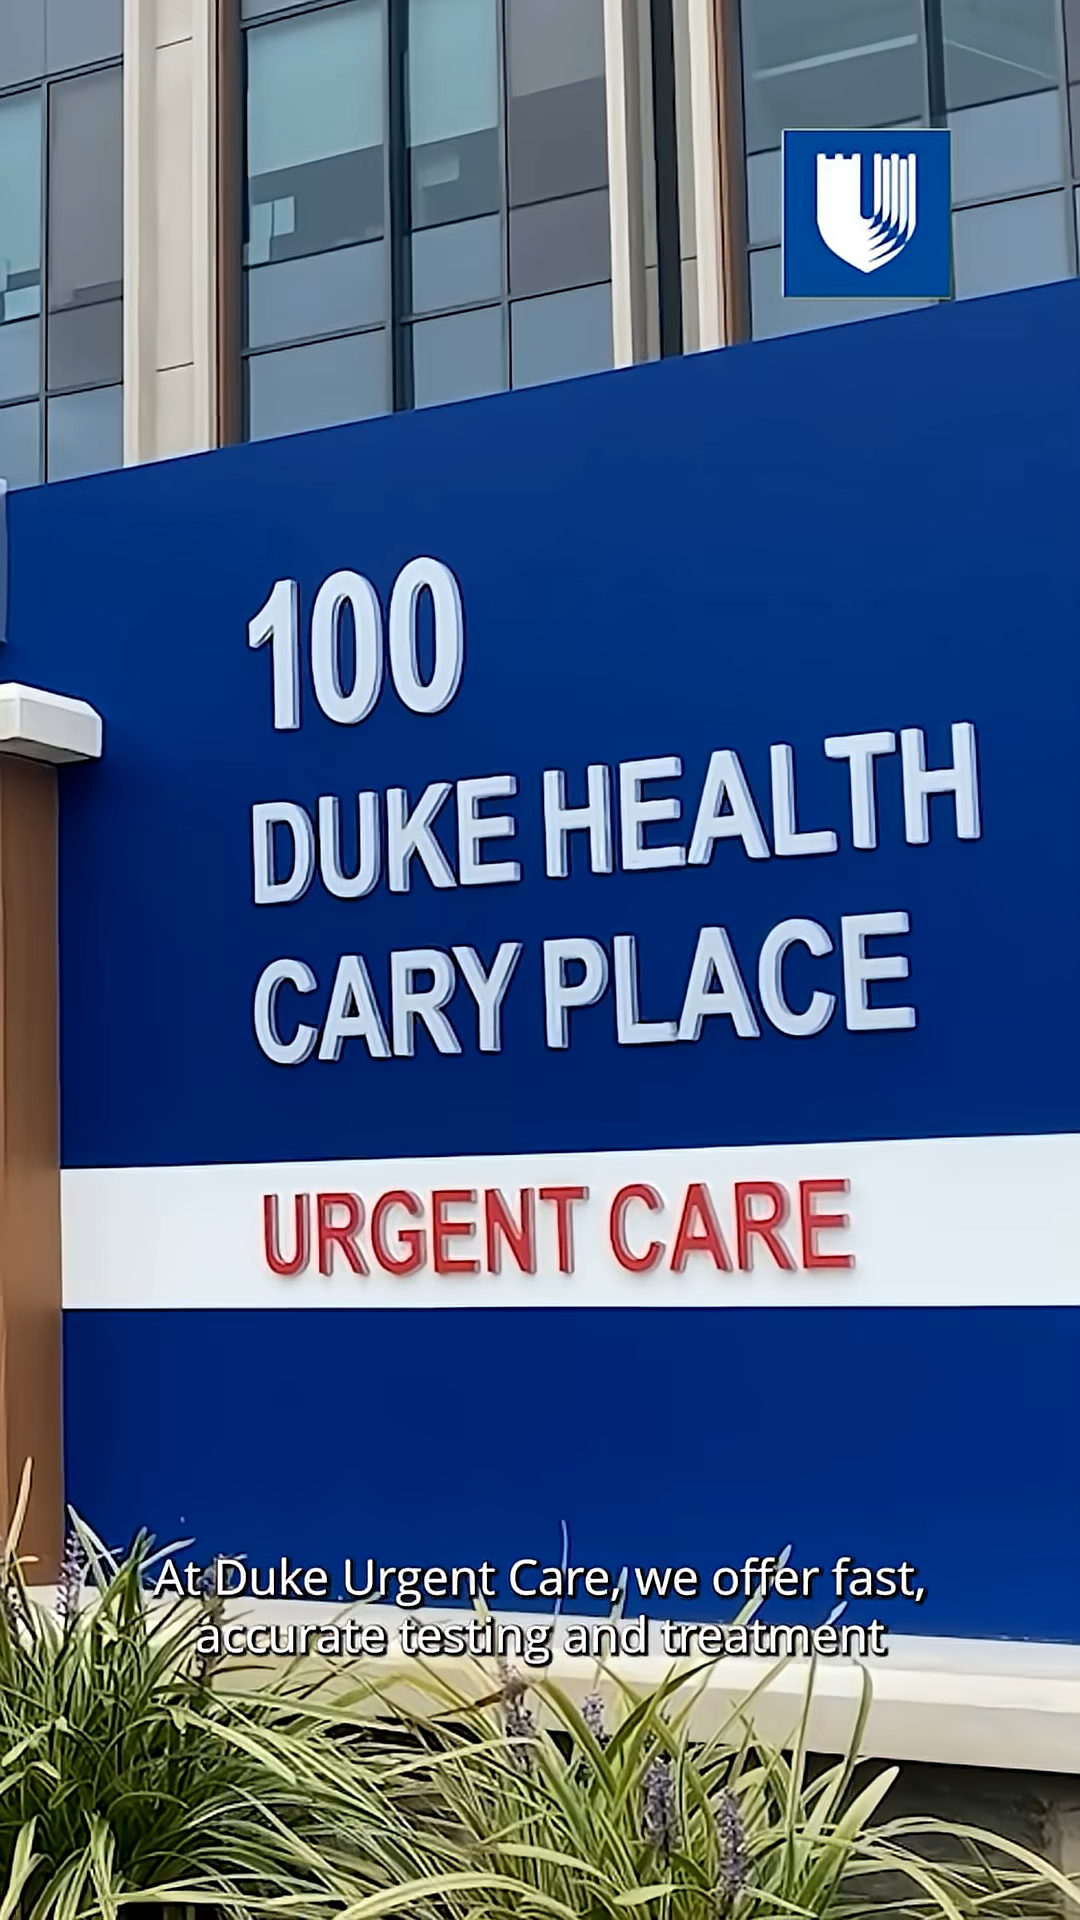 100
DUKE HEALTH
CARY PLACE
URGENT CARE
At Duke Urgent Care, we offer fast,
accurate testing and treatment